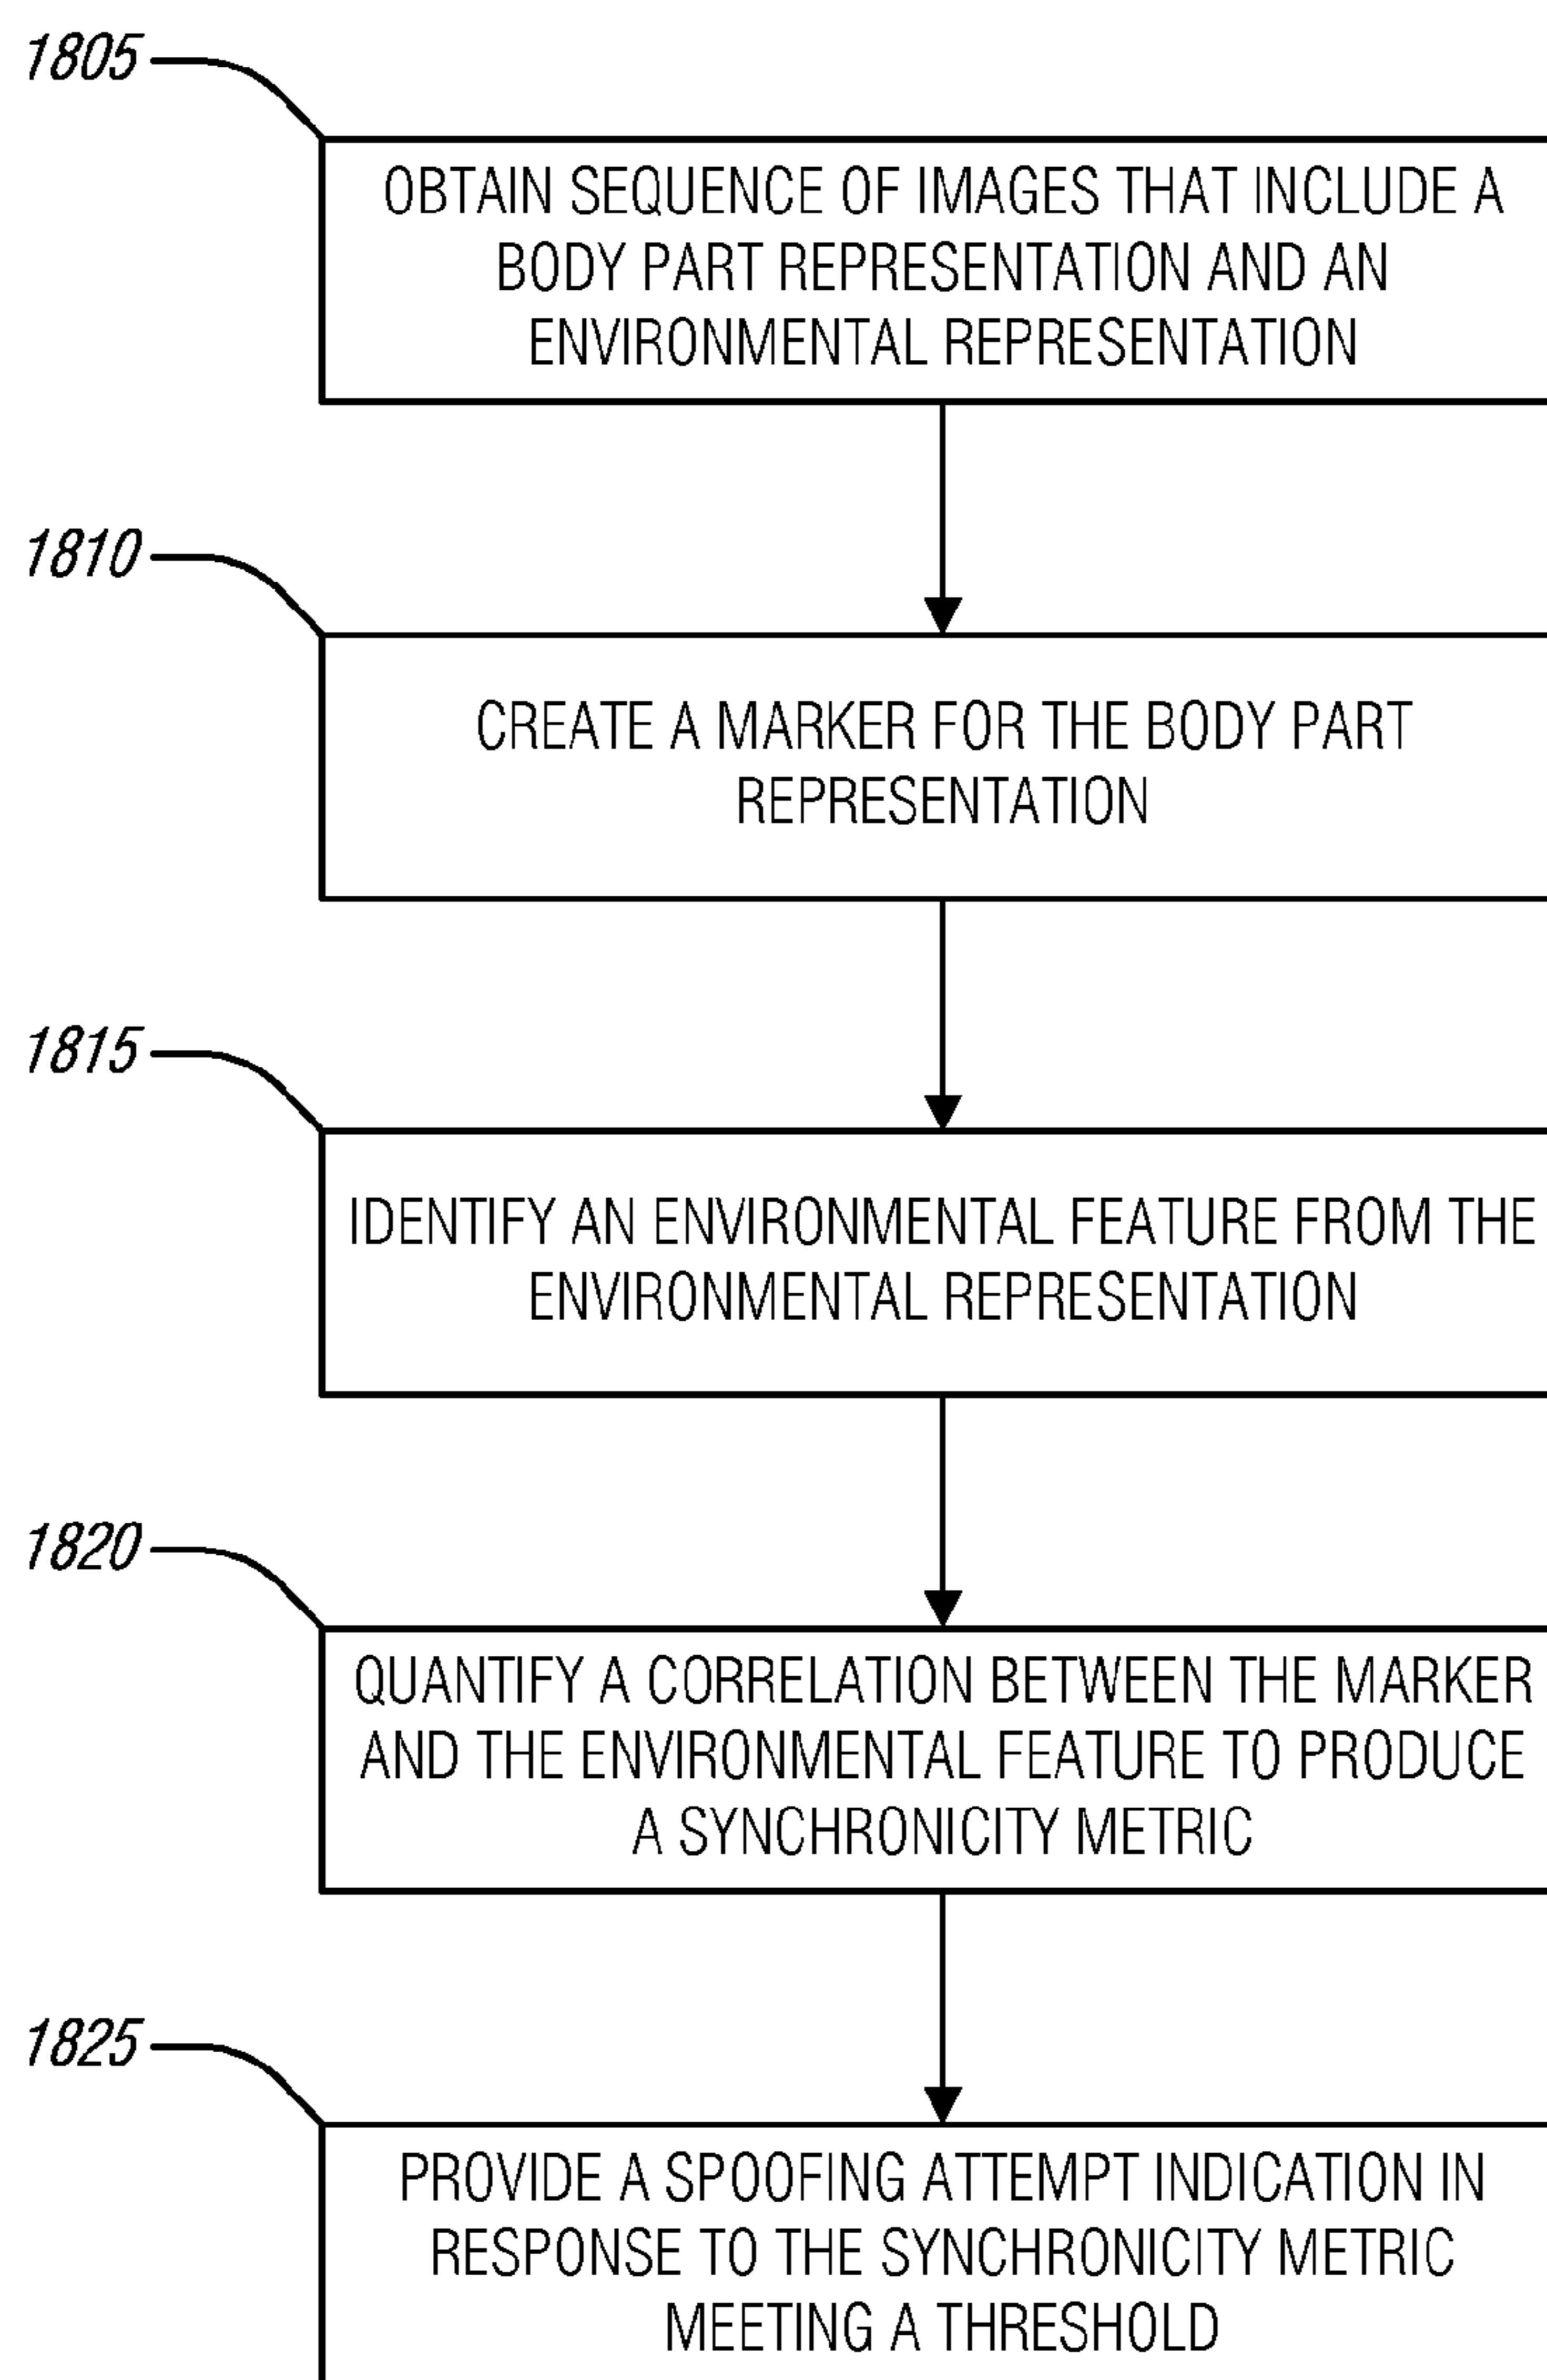 1805
OBTAIN SEQUENCE OF IMAGES THAT INCLUDE A
BODY PART REPRESENTATION AND AN
ENVIRONMENTAL REPRESENTATION
1810
CREATE A MARKER FOR THE BODY PART
REPRESENTATION
1815
IDENTIFY AN ENVIRONMENTAL FEATURE FROM THE
ENVIRONMENTAL REPRESENTATION
1820
QUANTIFY A CORRELATION BETWEEN THE MARKER
AND THE ENVIRONMENTAL FEATURE TO PRODUCE
A SYNCHRONICITY METRIC
1825
PROVIDE A SPOOFING ATTEMPT INDICATION IN
RESPONSE TO THE SYNCHRONICITY METRIC
MEETING A THRESHOLD